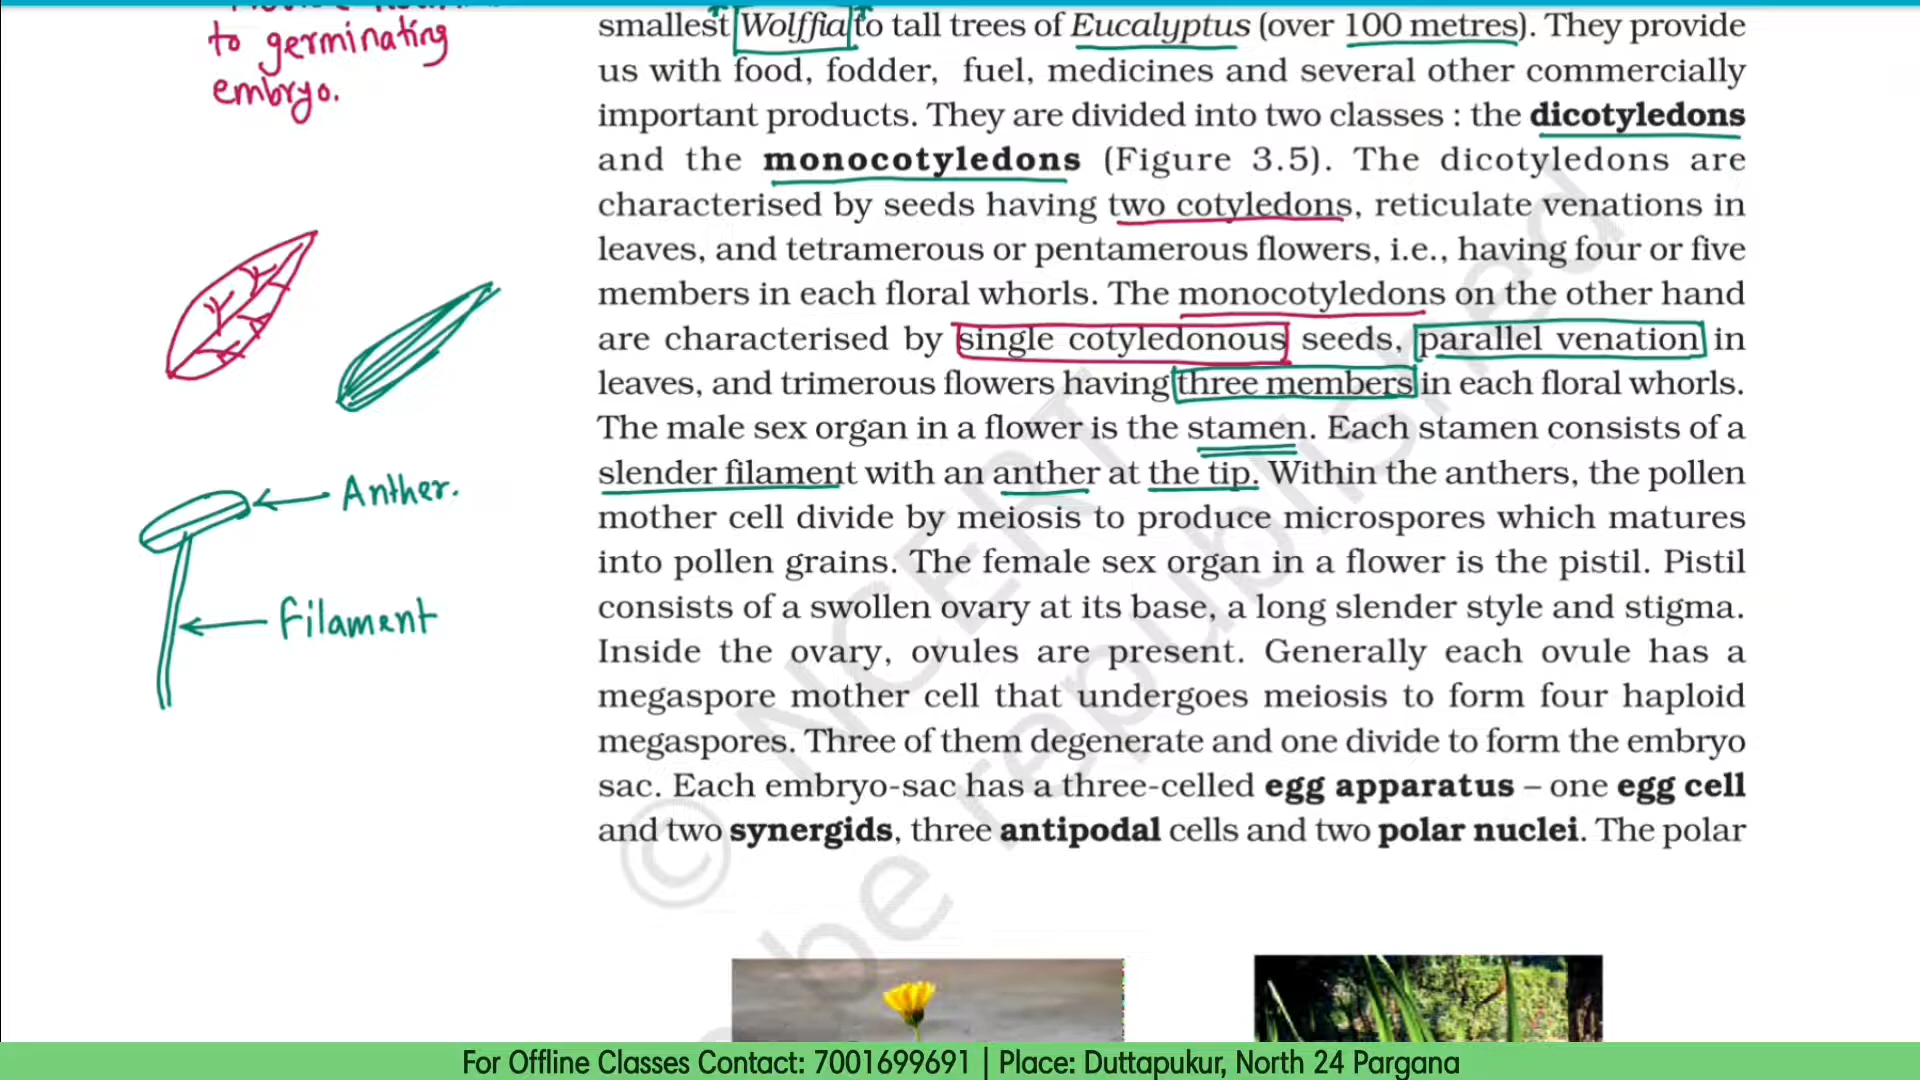 to germinating
embryo.
smallest Wolffia to tall trees of Eucalyptus (over 100 metres). They provide
us with food, fodder, fuel, medicines and several other commercially
important products. They are divided into two classes : the dicotyledons
and the monocotyledons (Figure 3.5). The dicotyledons are
characterised by seeds having two cotyledons, reticulate venations in
leaves, and tetramerous or pentamerous flowers, i.e., having four or five
members in each floral whorls. The monocotyledons on the other hand
are characterised by single cotyledonous seeds, parallel venation in
leaves, and trimerous flowers having three members in each floral whorls.
The male sex organ in a flower is the stamen. Each stamen consists of a
slender filament with an anther at the tip. Within the anthers, the pollen
mother cell divide by meiosis to produce microspores which matures
into pollen grains. The female sex organ in a flower is the pistil. Pistil
consists of a swollen ovary at its base, a long slender style and stigma.
Inside the ovary, ovules are present. Generally each ovule has a
megaspore mother cell that undergoes meiosis to form four haploid
megaspores. Three of them degenerate and one divide to form the embryo
sac. Each embryo-sac has a three-celled egg apparatus – one egg cell
and two synergids, three antipodal cells and two polar nuclei. The polar
Anther.
Filament
© NCERT
be republished
For Offline Classes Contact: 7001699691 | Place: Duttapukur, North 24 Pargana